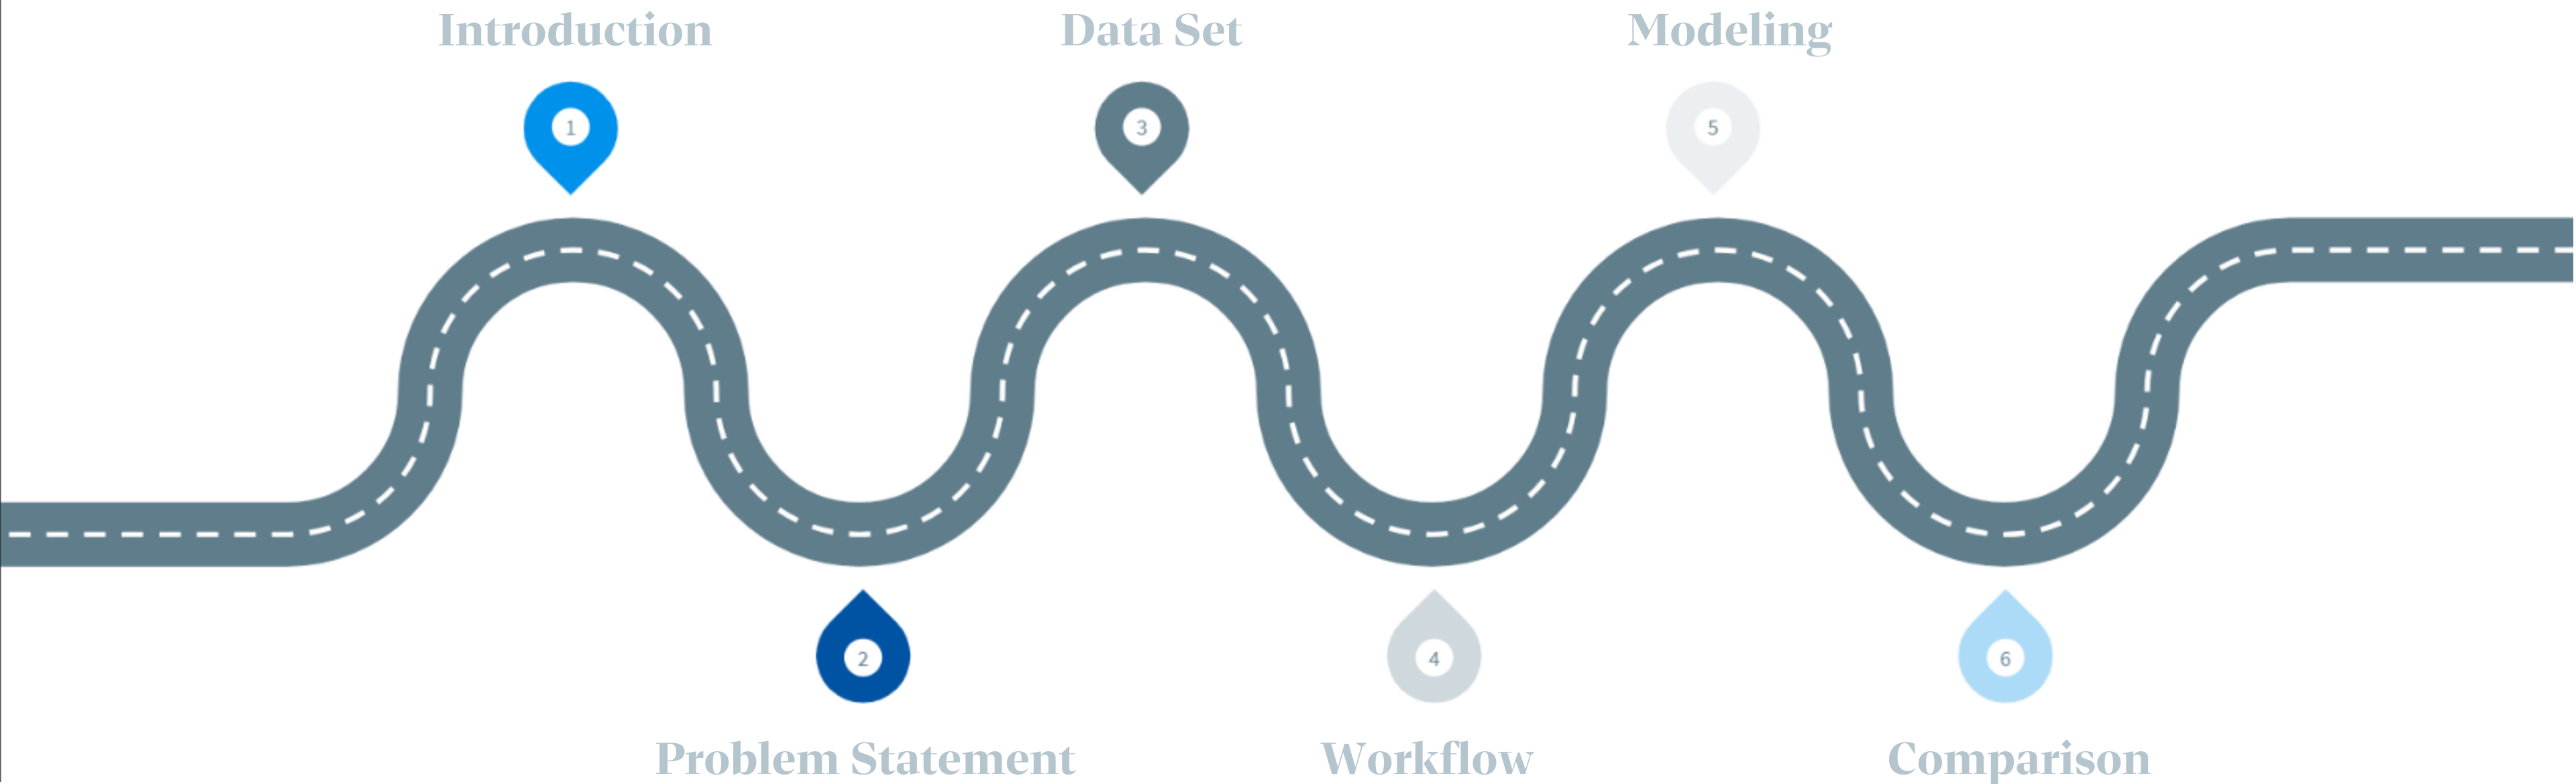 Introduction
Data Set
Modeling
1
3
5
2
4
6
Problem Statement
Workflow
Comparison